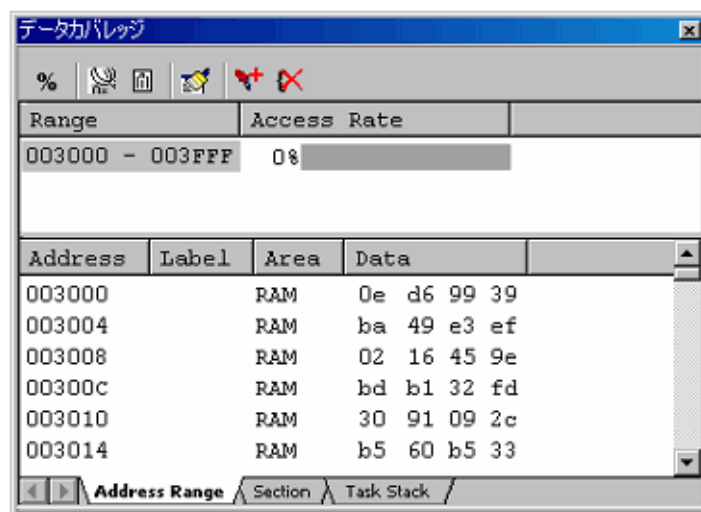 データカバレッジ
%
Range Access Rate
003000 - 003FFF 0%
Address Label Area Data
003000 RAM 0e d6 99 39
003004 RAM ba 49 e3 ef
003008 RAM 02 16 45 9e
00300C RAM bd b1 32 fd
003010 RAM 30 91 09 2c
003014 RAM b5 60 b5 33
Address Range Section Task Stack